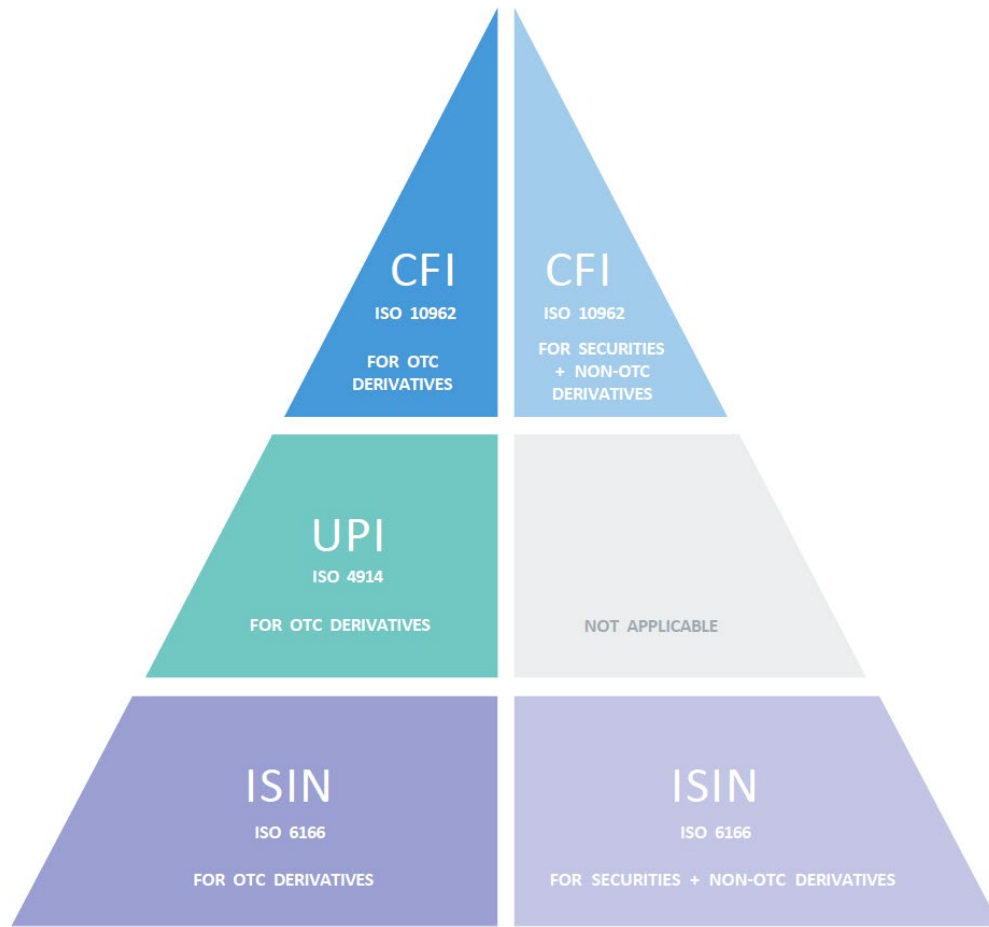 CFI
ISO 10962
FOR OTC
DERIVATIVES
CFI
ISO 10962
FOR SECURITIES
+ NON-OTC
DERIVATIVES
UPI
ISO 4914
FOR OTC DERIVATIVES
NOT APPLICABLE
ISIN
ISO 6166
FOR OTC DERIVATIVES
ISIN
ISO 6166
FOR SECURITIES + NON-OTC DERIVATIVES